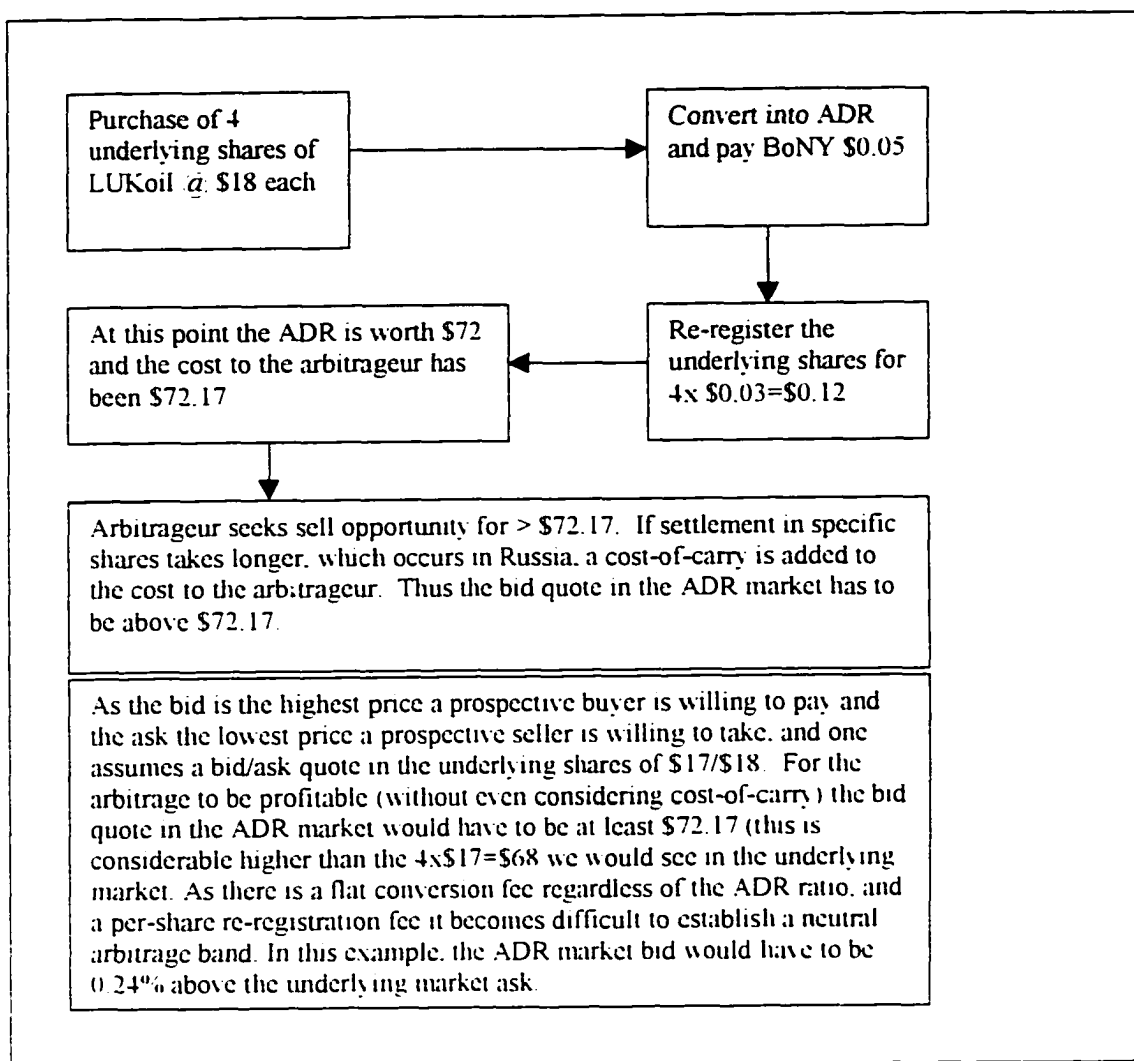 Purchase of 4
underlying shares of
LUKoil @ $18 each
Convert into ADR
and pay BoNY $0.05
Re-register the
underlying shares for
4x $0.03=$0.12
At this point the ADR is worth $72
and the cost to the arbitrageur has
been $72.17
Arbitrageur seeks sell opportunity for > $72.17. If settlement in specific
shares takes longer, which occurs in Russia, a cost-of-carry is added to
the cost to the arbitrageur. Thus the bid quote in the ADR market has to
be above $72.17.
As the bid is the highest price a prospective buyer is willing to pay and
the ask the lowest price a prospective seller is willing to take, and one
assumes a bid/ask quote in the underlying shares of $17/$18. For the
arbitrage to be profitable (without even considering cost-of-carry) the bid
quote in the ADR market would have to be at least $72.17 (this is
considerable higher than the 4x$17=$68 we would see in the underlying
market. As there is a flat conversion fee regardless of the ADR ratio, and
a per-share re-registration fee it becomes difficult to establish a neutral
arbitrage band. In this example, the ADR market bid would have to be
0.24% above the underlying market ask.